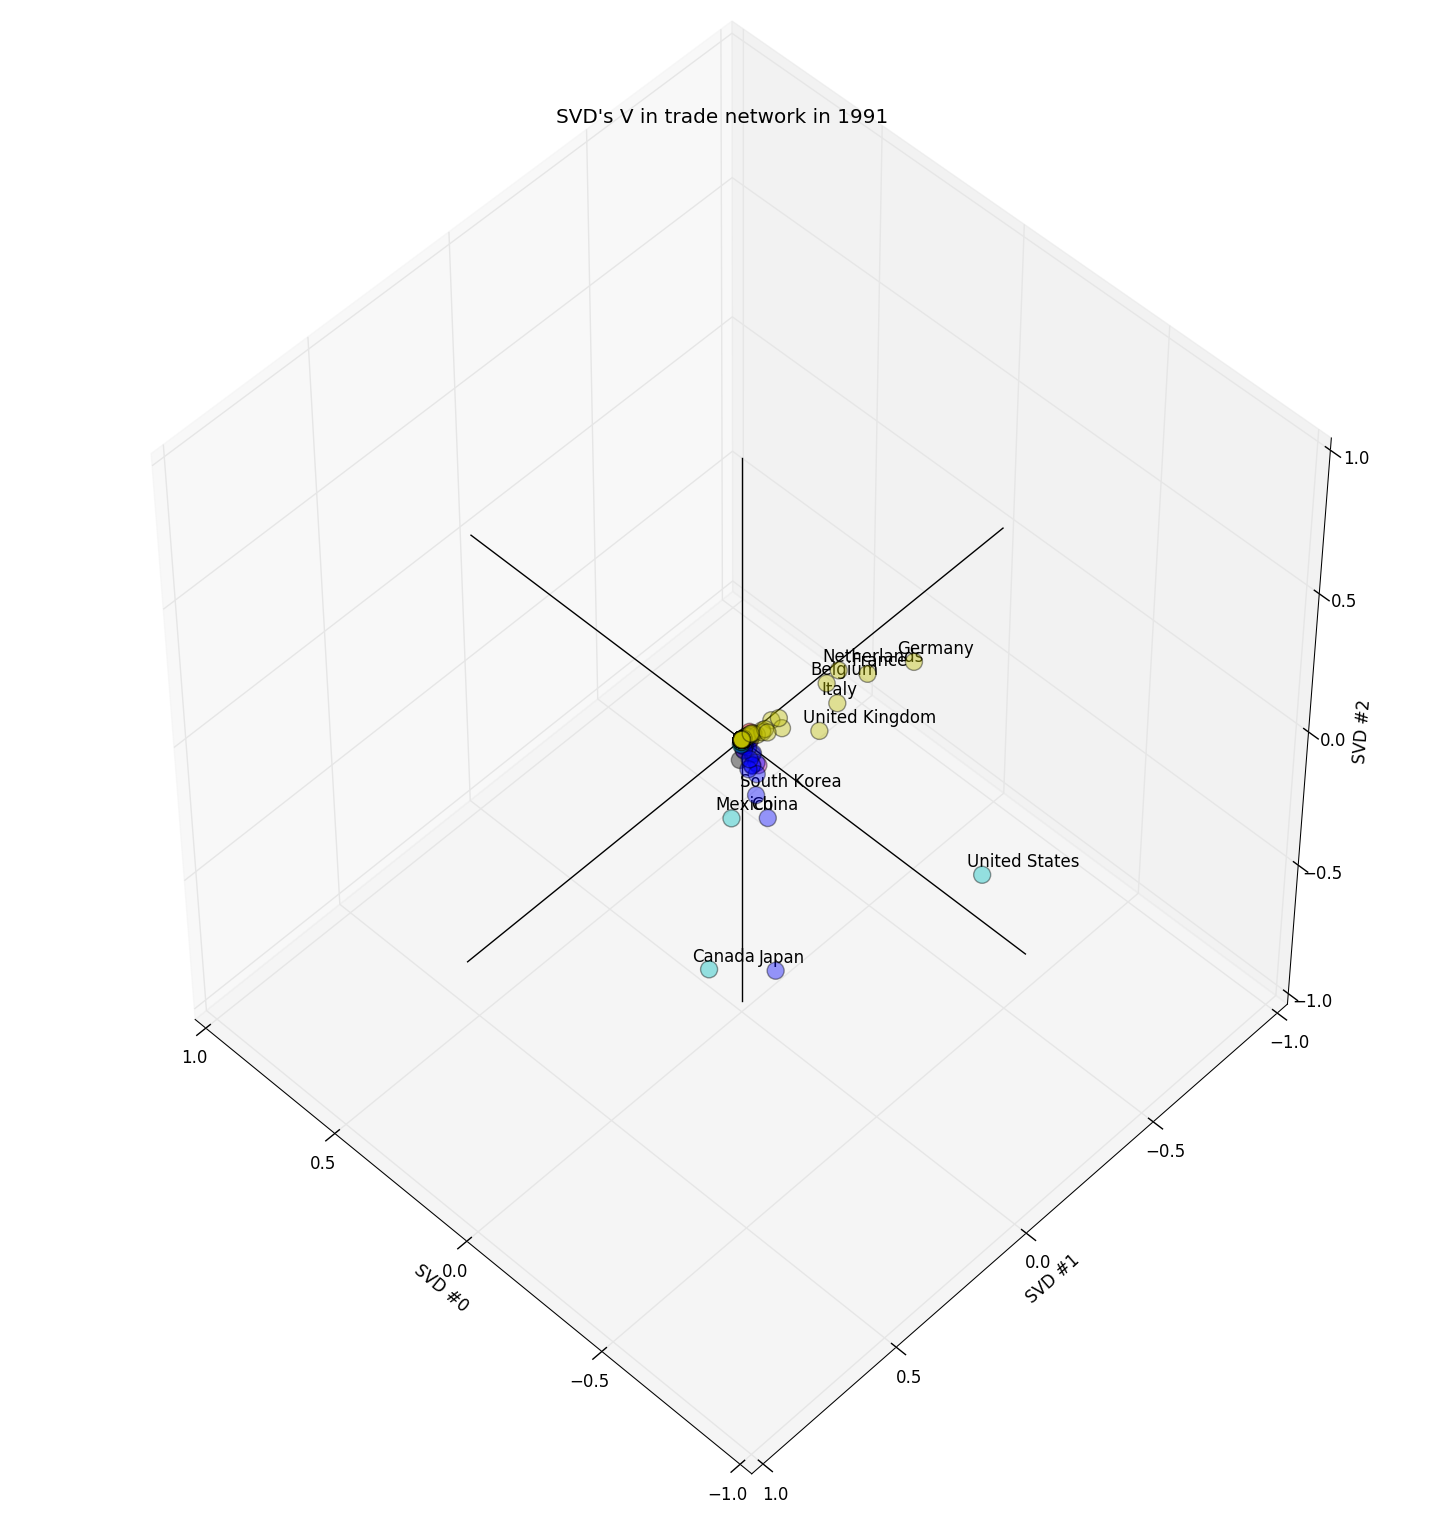 SVD's V in trade network in 1991
1.0
0.5
0.0
−0.5
−1.0
SVD #2
Germany
Netherlands
France
Belgium
Italy
United Kingdom
South Korea
Mexico
China
United States
Canada
Japan
1.0
0.5
0.0
−0.5
−1.0
SVD #0
−1.0
−0.5
0.0
0.5
1.0
SVD #1